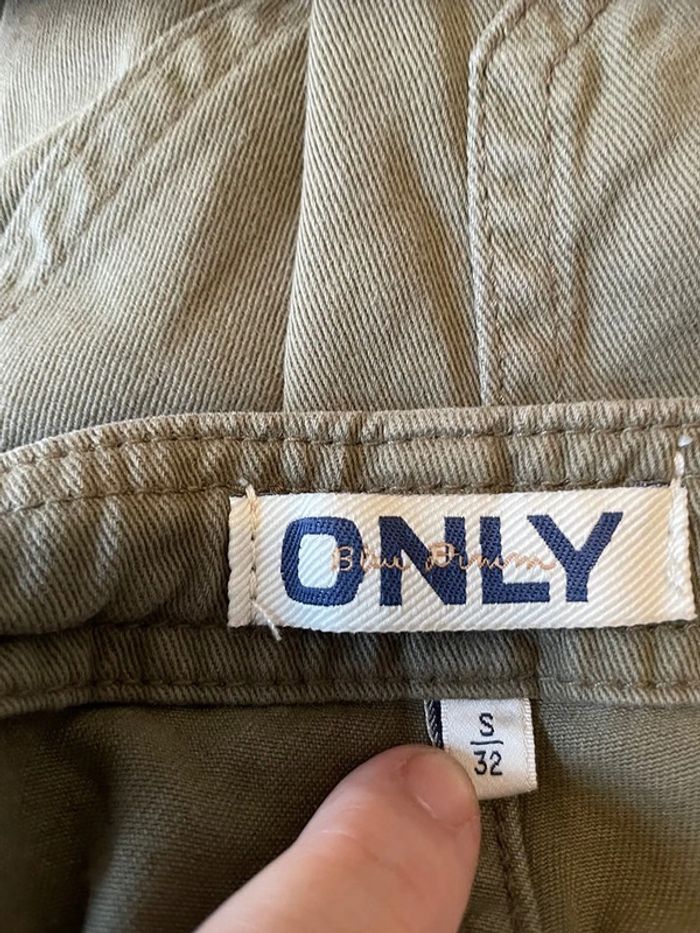 ONLY
Blue Denim
S
32